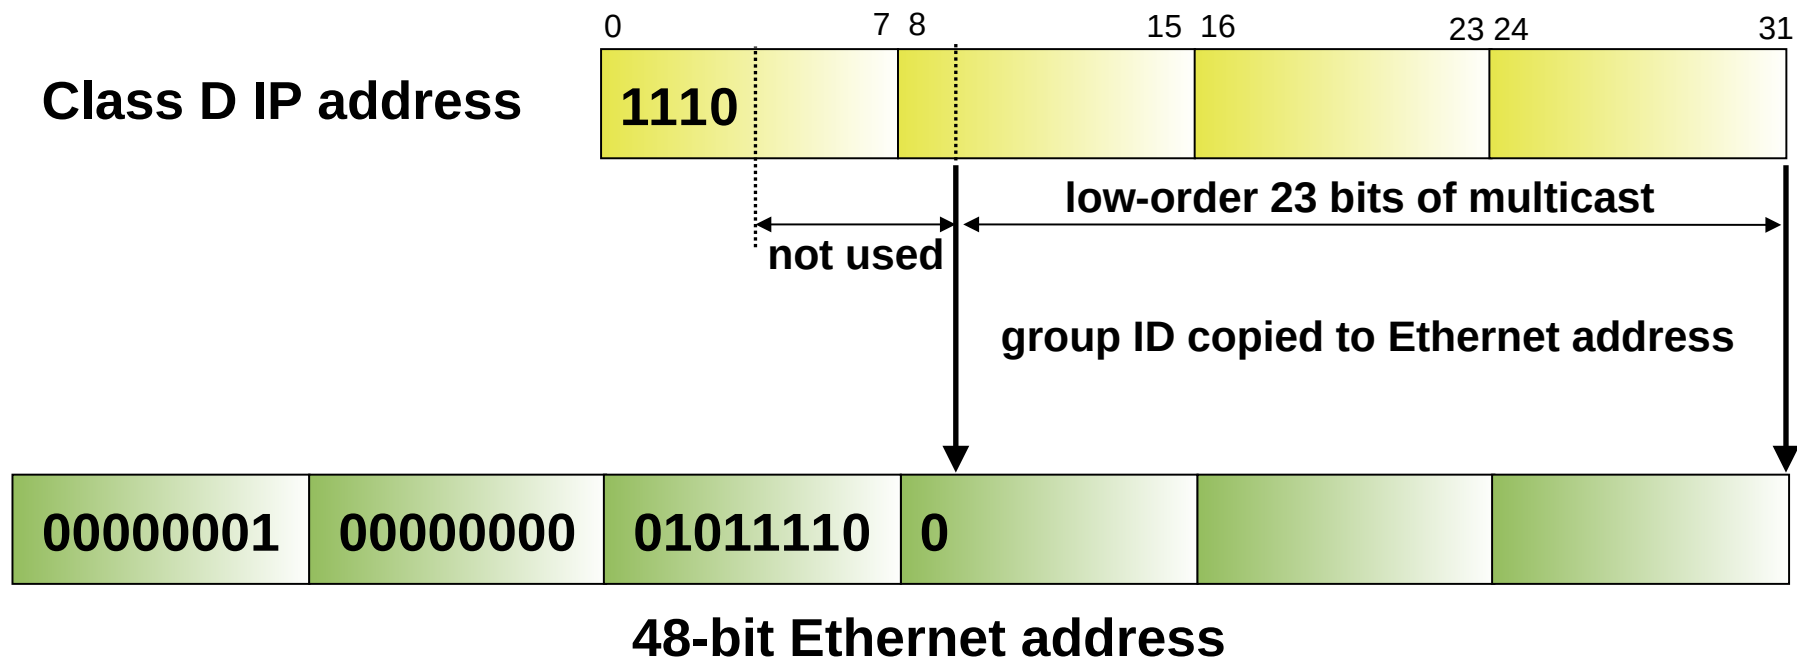 0 7 8 15 16 23 24 31
Class D IP address 1110
low-order 23 bits of multicast
not used
group ID copied to Ethernet address
00000001 00000000 01011110 0
48-bit Ethernet address